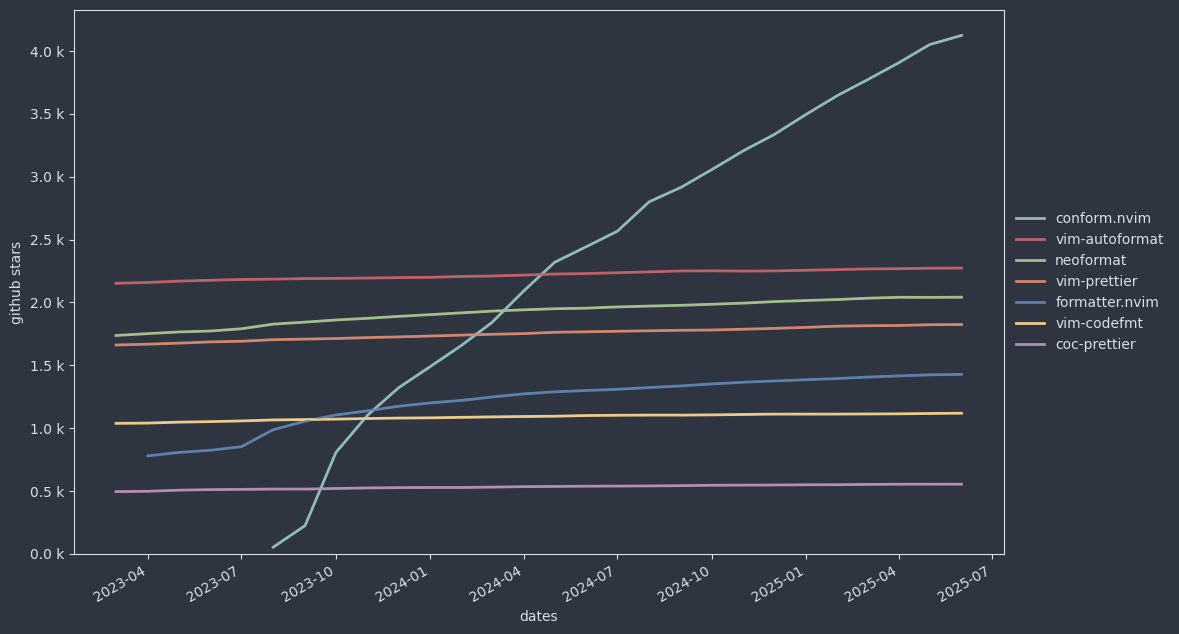 4.0 k
3.5 k
3.0 k
2.5 k
2.0 k
1.5 k
1.0 k
0.5 k
0.0 k
github stars
2023-04
2023-07
2023-10
2024-01
2024-04
2024-07
2024-10
2025-01
2025-04
2025-07
dates
conform.nvim
vim-autoformat
neoformat
vim-prettier
formatter.nvim
vim-codefmt
coc-prettier